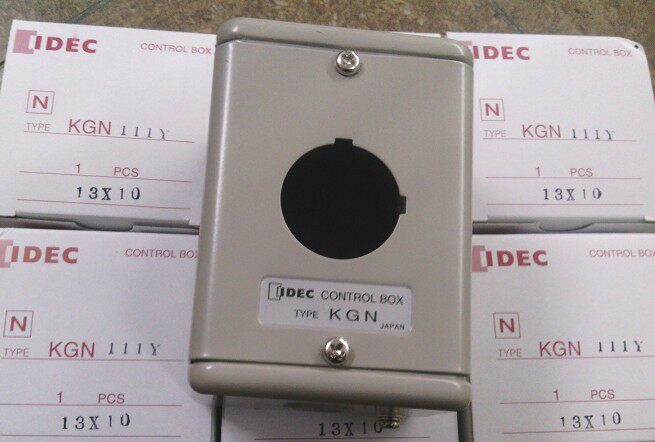 IDEC CONTROL BOX
N
TYPE KGN 111Y
1 PCS
13X10
IDEC CONTROL BOX
N
TYPE KGN 111Y
1 PCS
13X10
IDEC CONTROL BOX
TYPE KGN
JAPAN
IDEC CONTROL BOX
N
TYPE KGN 111Y
1 PCS
13X10
13X10
IDEC CONTROL BOX
N
TYPE KGN 111Y
1 PCS
13X10